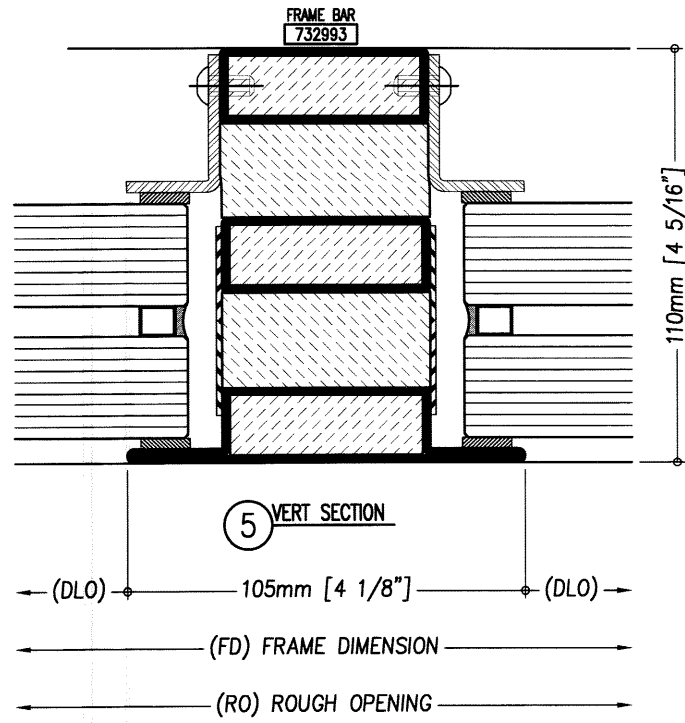 FRAME BAR
732993
110mm [4 5/16"]
5 VERT SECTION
(DLO) 105mm [4 1/8"] (DLO)
(FD) FRAME DIMENSION
(RO) ROUGH OPENING